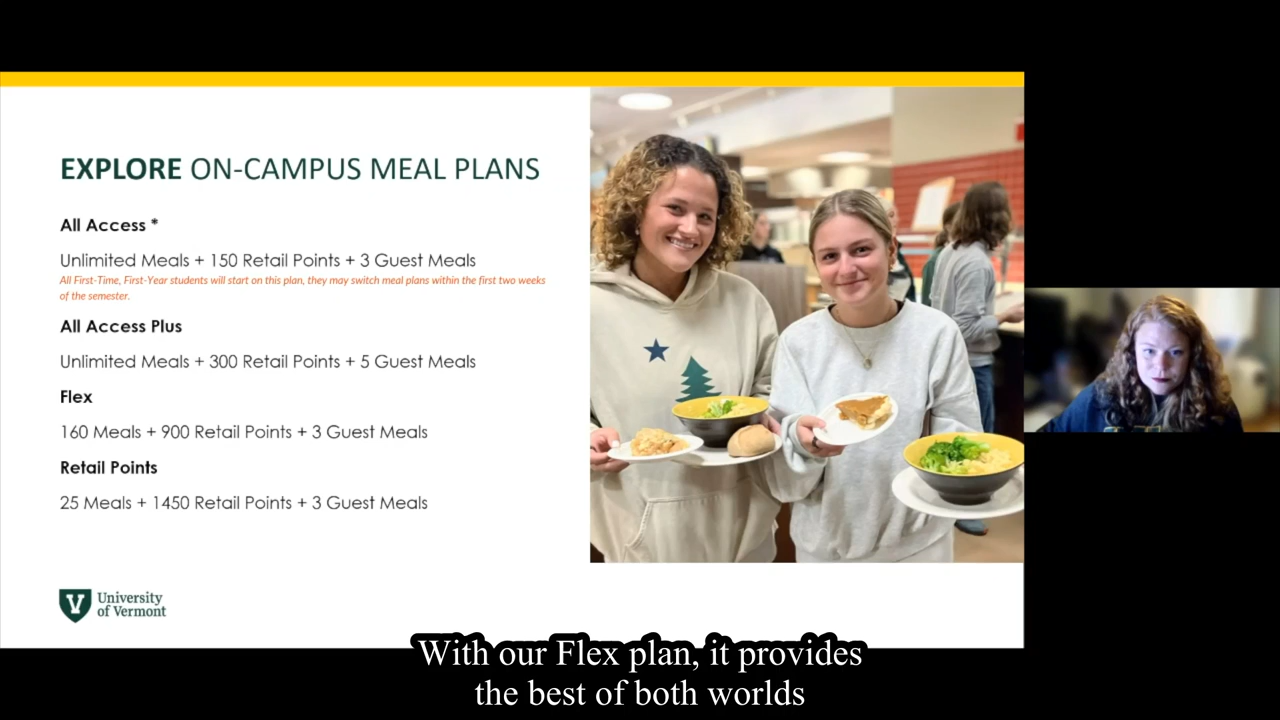 EXPLORE ON-CAMPUS MEAL PLANS
All Access *
Unlimited Meals + 150 Retail Points + 3 Guest Meals
All First-Time, First-Year students will start on this plan, they may switch meal plans within the first two weeks
of the semester.
All Access Plus
Unlimited Meals + 300 Retail Points + 5 Guest Meals
Flex
160 Meals + 900 Retail Points + 3 Guest Meals
Retail Points
25 Meals + 1450 Retail Points + 3 Guest Meals
V University
of Vermont
With our Flex plan, it provides
the best of both worlds